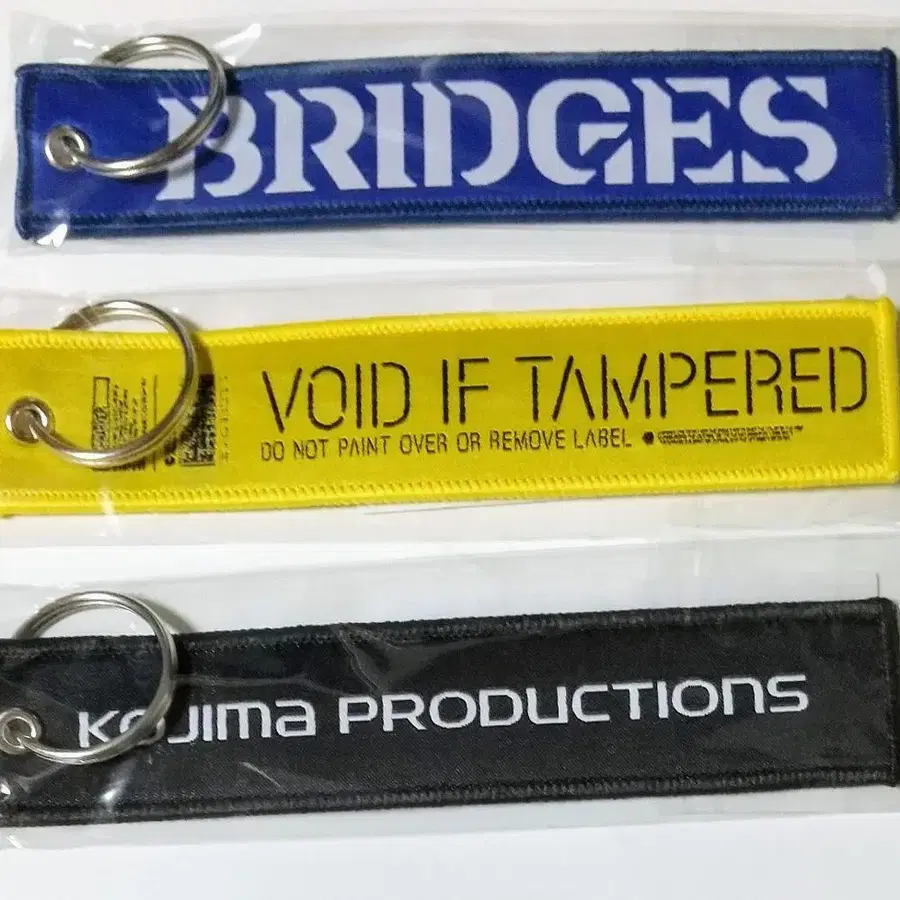 BRIDGES
VOID IF TAMPERED
DO NOT PAINT OVER OR REMOVE LABEL
KOJIMA PRODUCTIONS